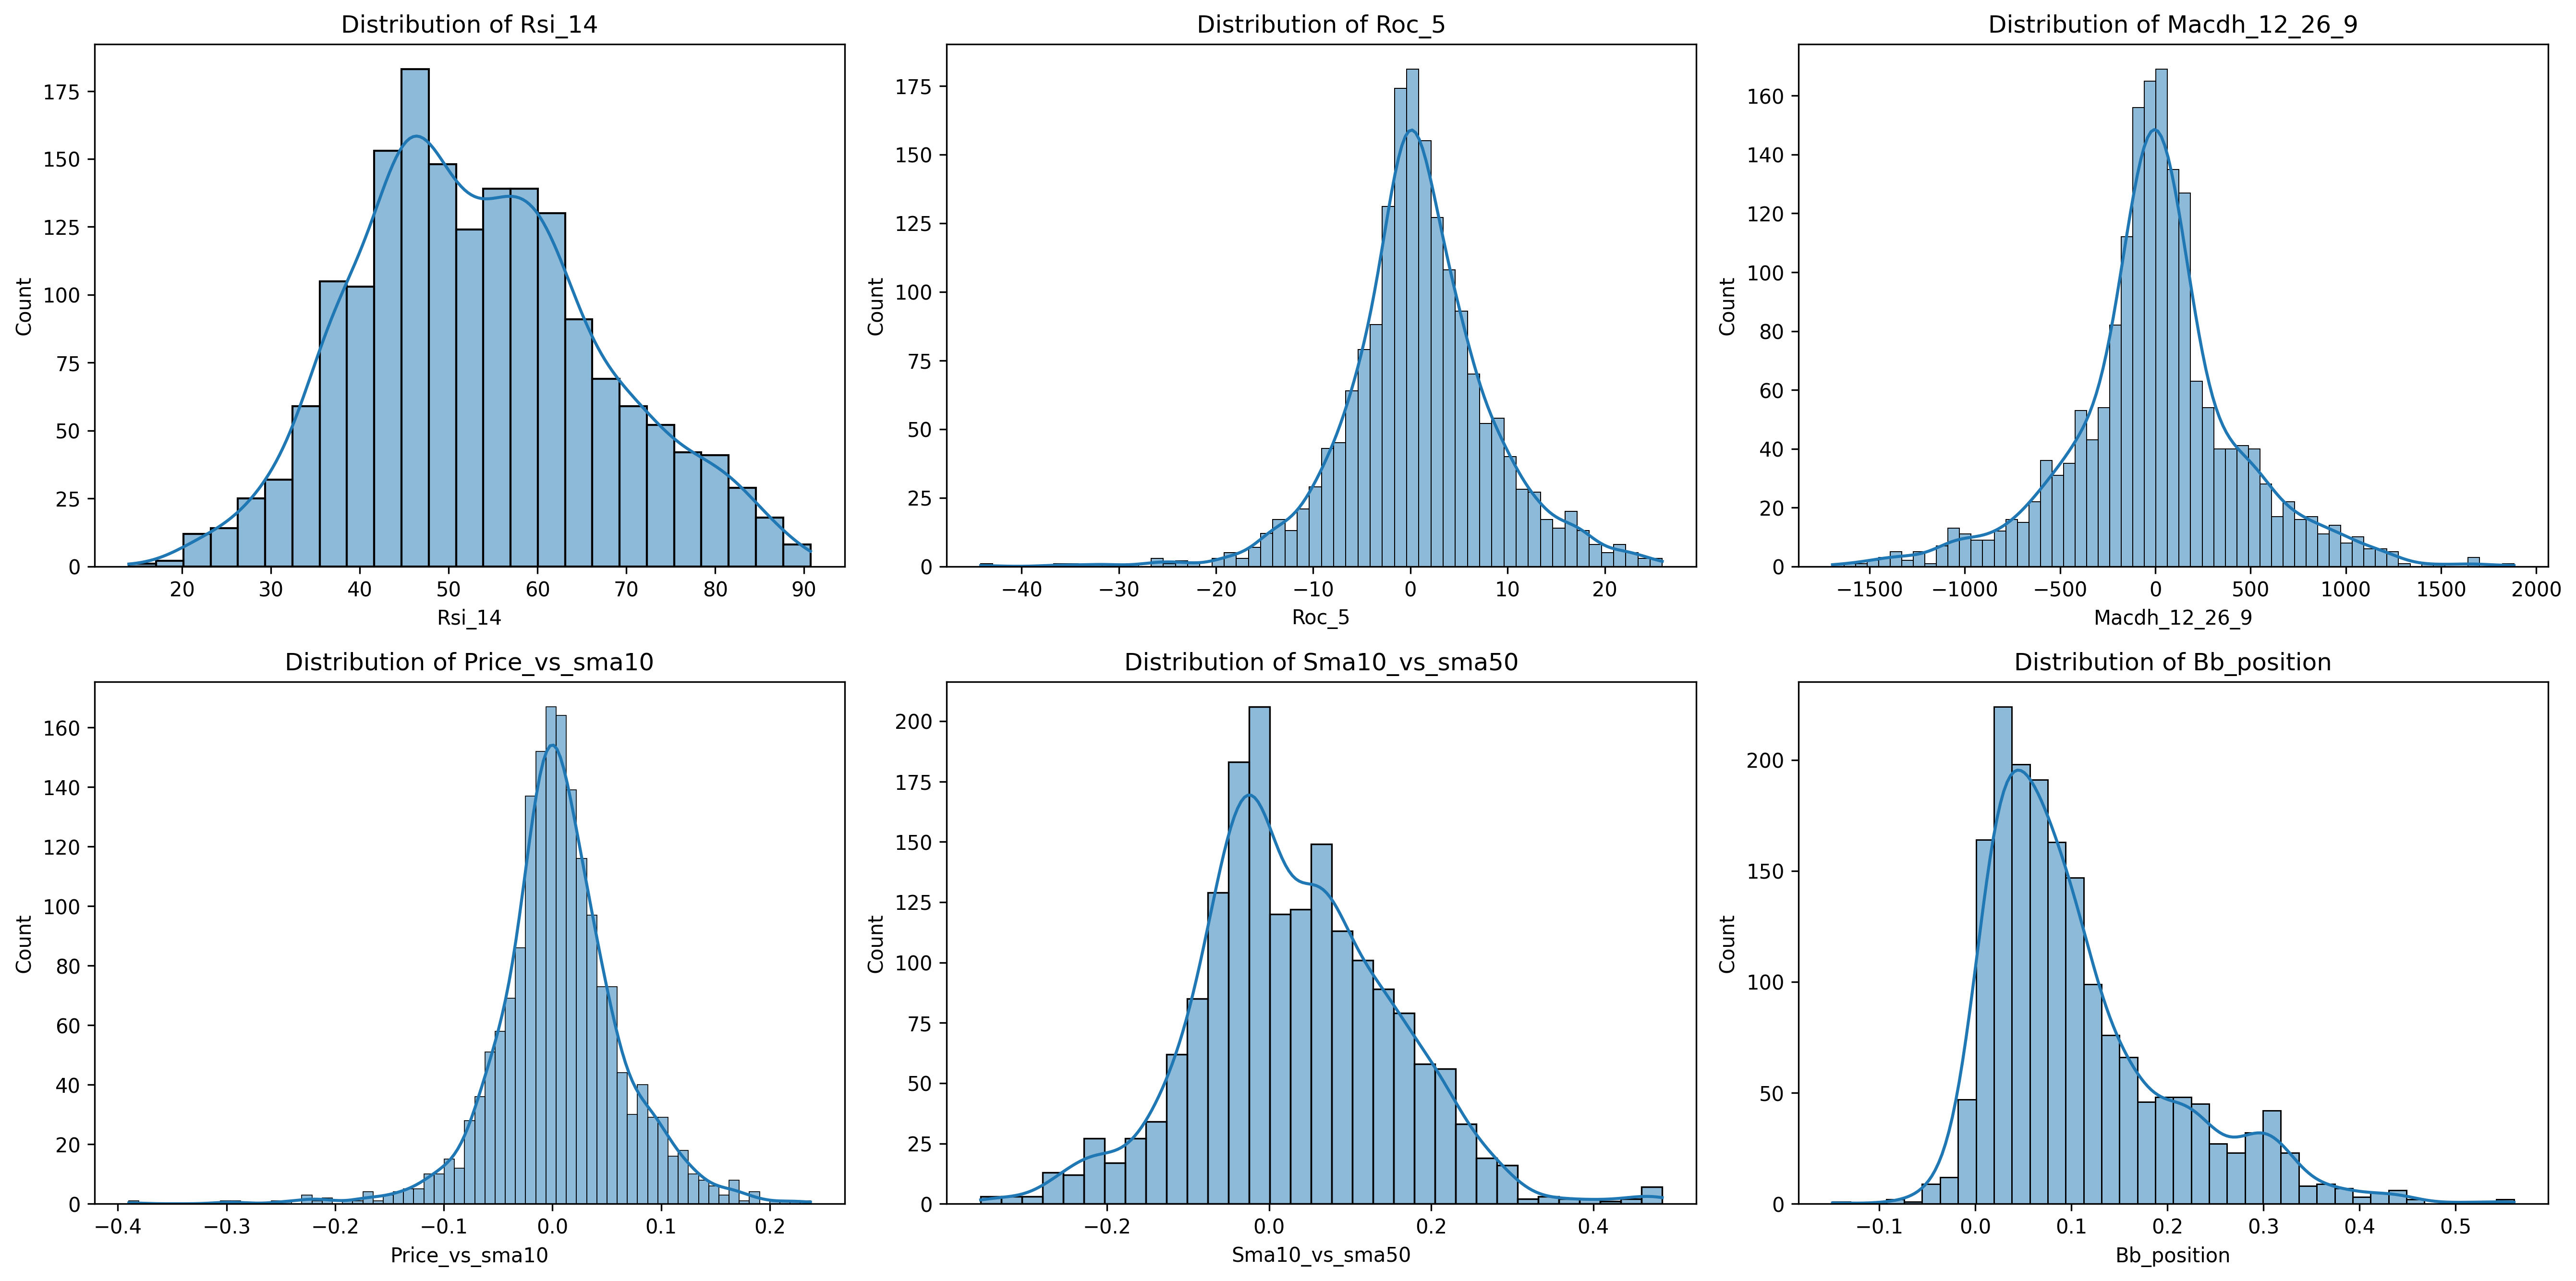 Distribution of Rsi_14
Count
175
150
125
100
75
50
25
0
20 30 40 50 60 70 80 90
Rsi_14
Distribution of Roc_5
Count
175
150
125
100
75
50
25
0
−40 −30 −20 −10 0 10 20
Roc_5
Distribution of Macdh_12_26_9
Count
160
140
120
100
80
60
40
20
0
−1500 −1000 −500 0 500 1000 1500 2000
Macdh_12_26_9
Distribution of Price_vs_sma10
Count
160
140
120
100
80
60
40
20
0
−0.4 −0.3 −0.2 −0.1 0.0 0.1 0.2
Price_vs_sma10
Distribution of Sma10_vs_sma50
Count
200
175
150
125
100
75
50
25
0
−0.2 0.0 0.2 0.4
Sma10_vs_sma50
Distribution of Bb_position
Count
200
150
100
50
0
−0.1 0.0 0.1 0.2 0.3 0.4 0.5
Bb_position